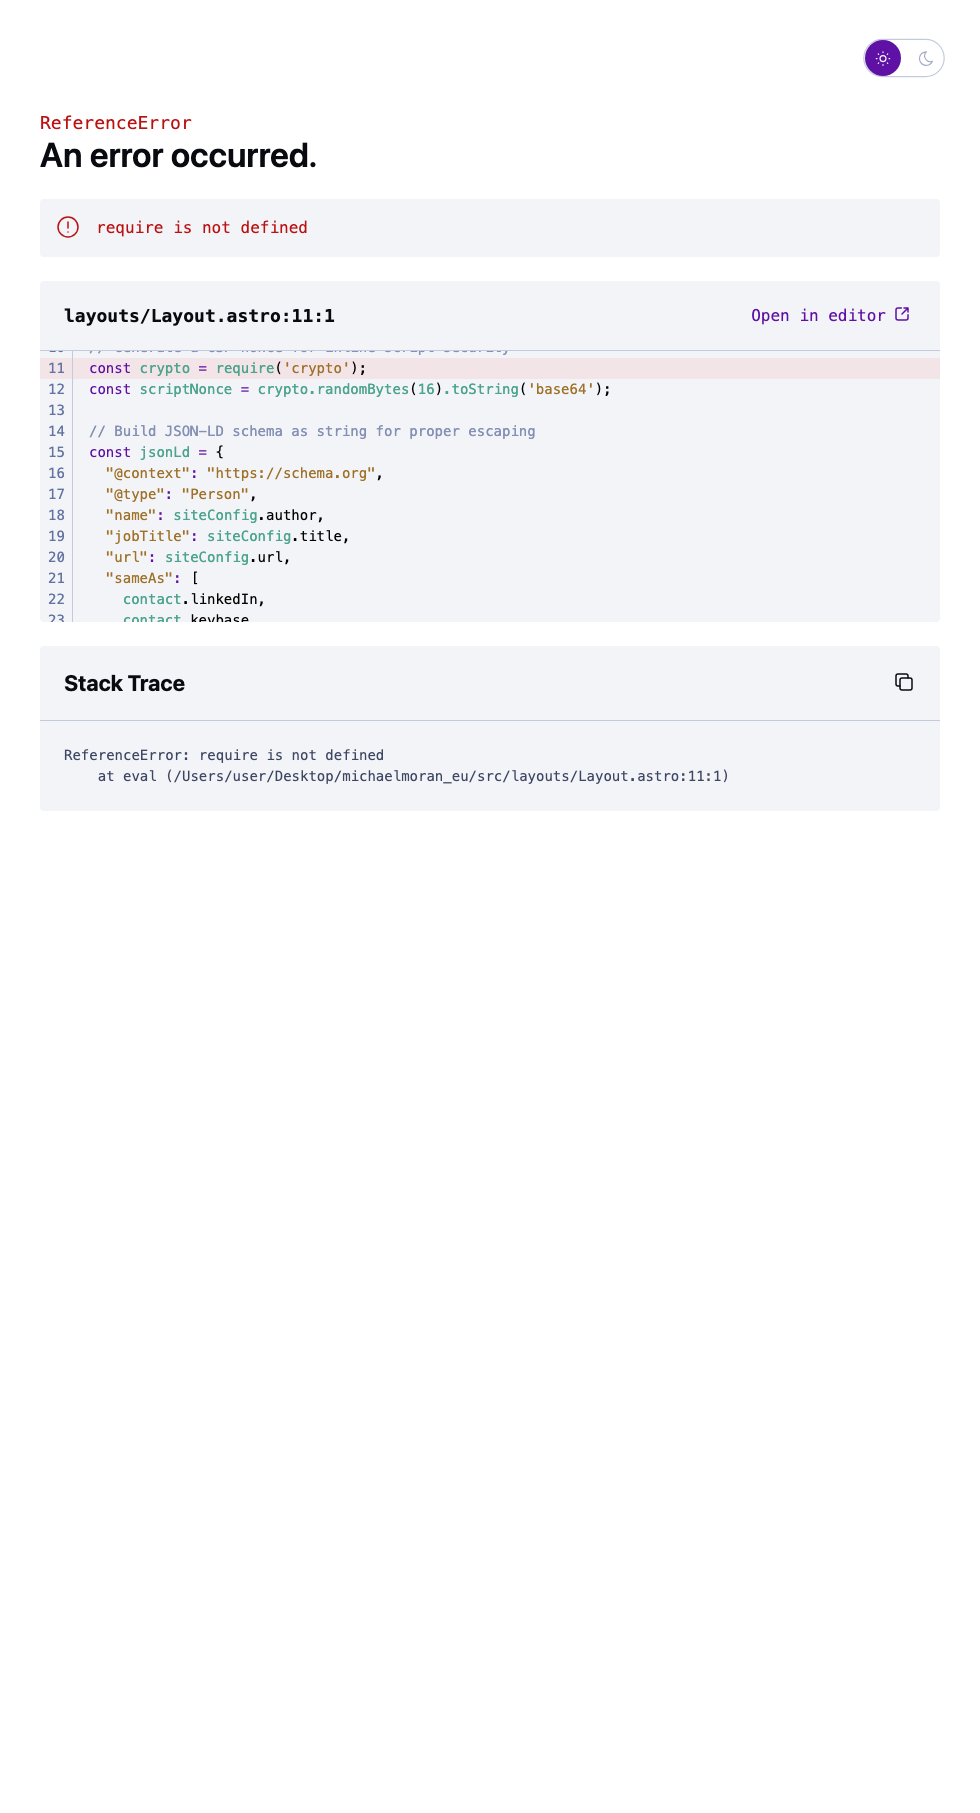 ReferenceError
An error occurred.
require is not defined
layouts/Layout.astro:11:1
Open in editor
11 const crypto = require('crypto');
12 const scriptNonce = crypto.randomBytes(16).toString('base64');
13
14 // Build JSON-LD schema as string for proper escaping
15 const jsonLd = {
16   "@context": "https://schema.org",
17   "@type": "Person",
18   "name": siteConfig.author,
19   "jobTitle": siteConfig.title,
20   "url": siteConfig.url,
21   "sameAs": [
22     contact.linkedIn,
23     contact.keybase
Stack Trace
ReferenceError: require is not defined
    at eval (/Users/user/Desktop/michaelmoran_eu/src/layouts/Layout.astro:11:1)